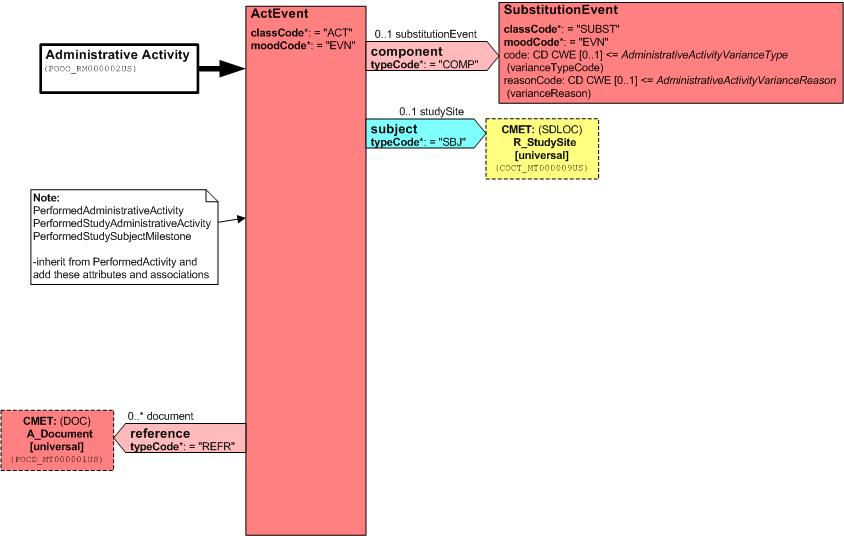 Administrative Activity
(POOO_RM000002US)
ActEvent
classCode*: = "ACT"
moodCode*: = "EVN"
0..1 substitutionEvent
component
typeCode*: = "COMP"
SubstitutionEvent
classCode*: = "SUBST"
moodCode*: = "EVN"
code: CD CWE [0..1] <= AdministrativeActivityVarianceType
(varianceTypeCode)
reasonCode: CD CWE [0..1] <= AdministrativeActivityVarianceReason
(varianceReason)
0..1 studySite
subject
typeCode*: = "SBJ"
CMET: (SDLOC)
R_StudySite
[universal]
(COCT_MT000009US)
Note:
PerformedAdministrativeActivity
PerformedStudyAdministrativeActivity
PerformedStudySubjectMilestone
-inherit from PerformedActivity and
add these attributes and associations
0..* document
reference
typeCode*: = "REFR"
CMET: (DOC)
A_Document
[universal]
(POCD_MT000001US)